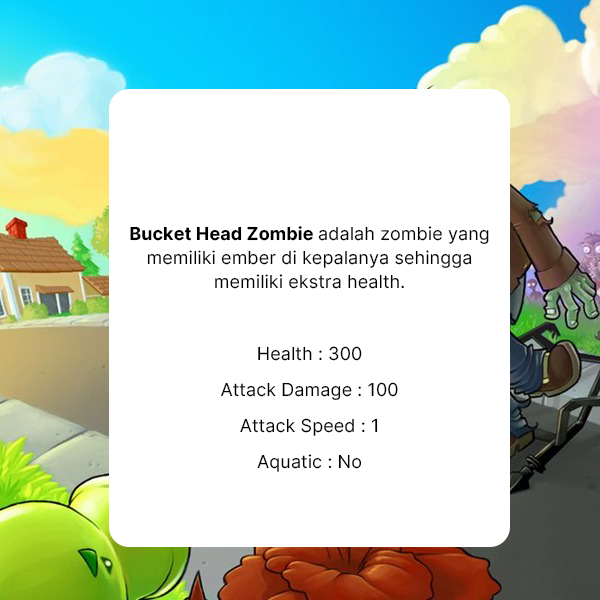 Bucket Head Zombie adalah zombie yang
memiliki ember di kepalanya sehingga
memiliki ekstra health.
Health : 300
Attack Damage : 100
Attack Speed : 1
Aquatic : No